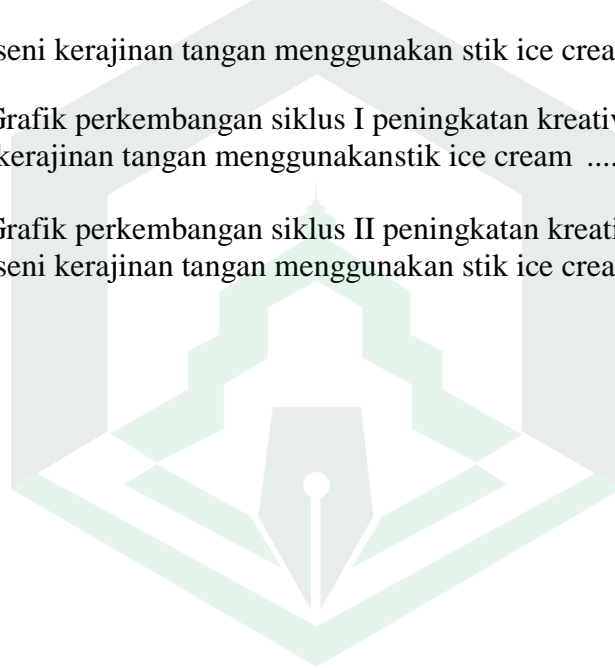 seni kerajinan tangan menggunakan stik ice crea
Grafik perkembangan siklus I peningkatan kreativ
kerajinan tangan menggunakanstik ice cream ....
Grafik perkembangan siklus II peningkatan kreati
seni kerajinan tangan menggunakan stik ice crea